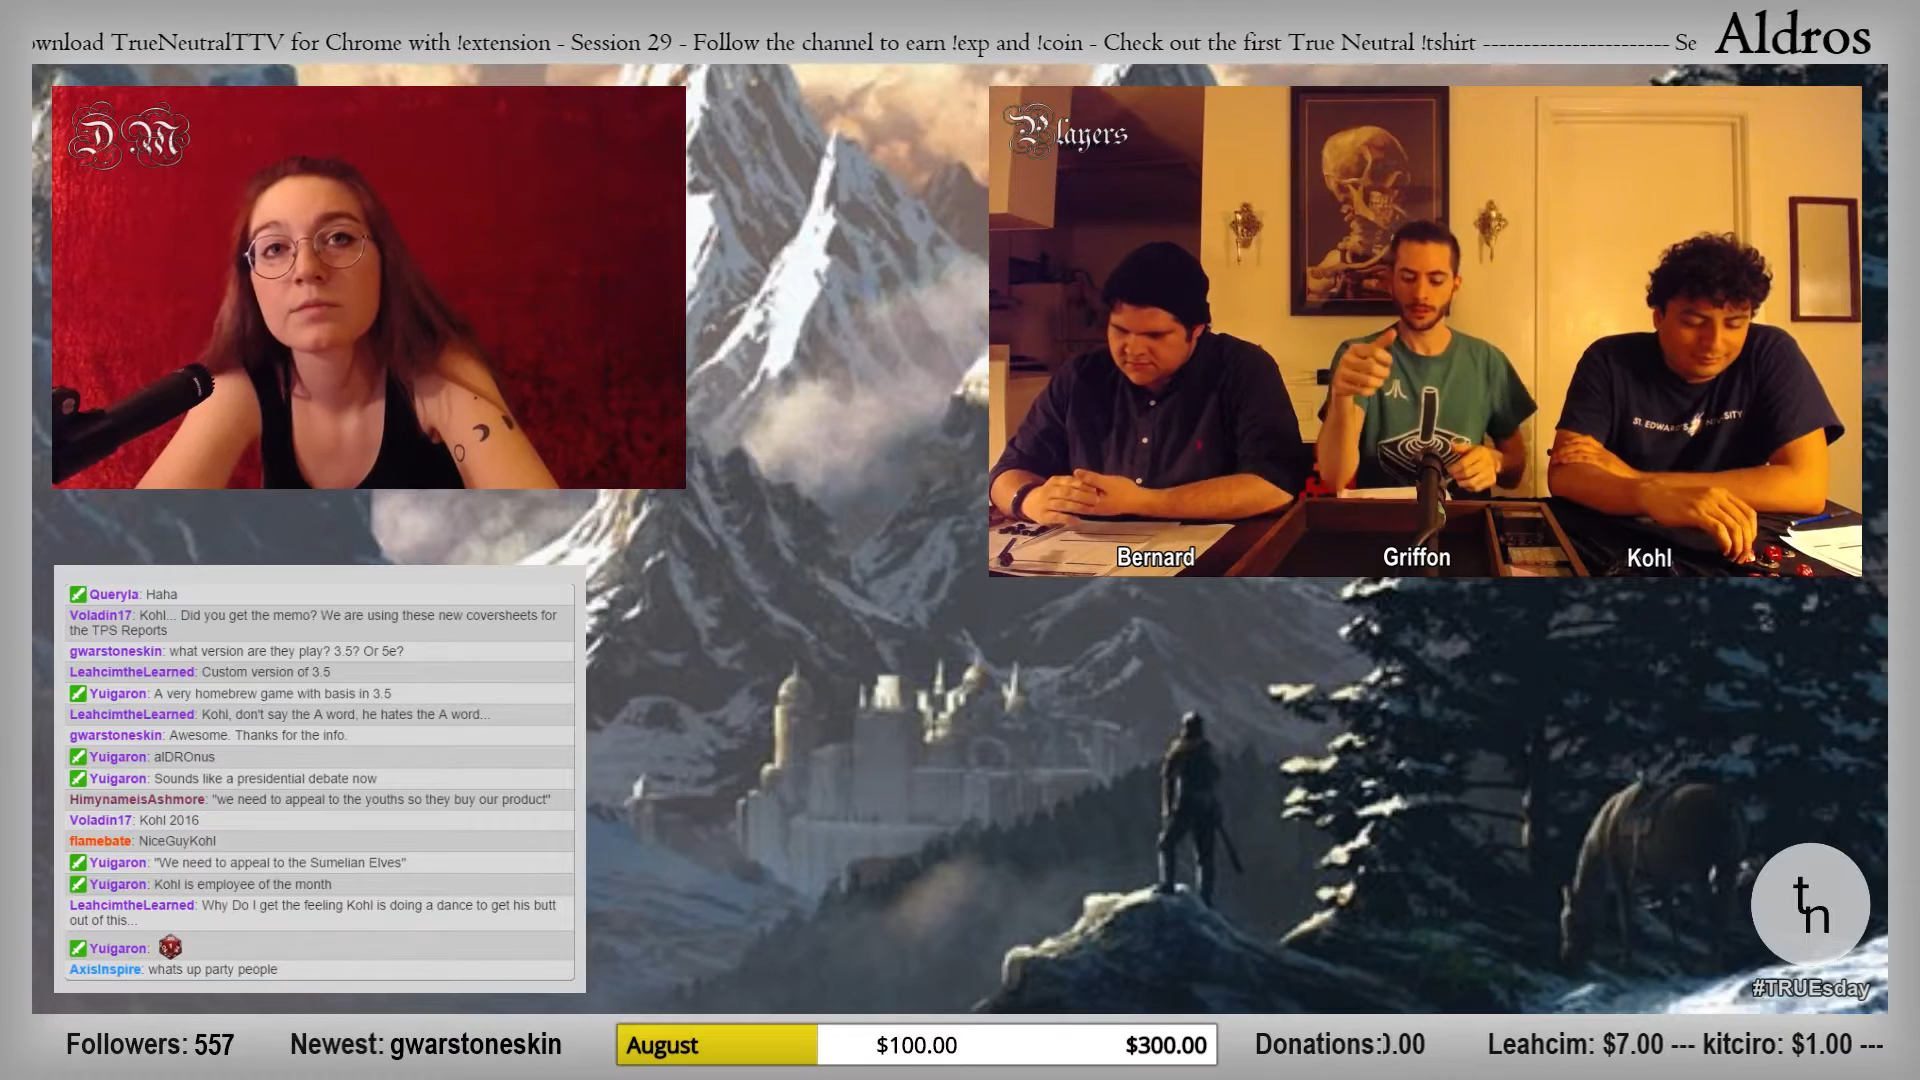 ownload TrueNeutralTTV for Chrome with !extension - Session 29 - Follow the channel to earn !exp and !coin - Check out the first True Neutral !tshirt ----------------------- Se
Aldros
DM
Players
ST. EDWARD'S
Bernard
Griffon
Kohl
Queryla: Haha
Voladin17: Kohl... Did you get the memo? We are using these new coversheets for
the TPS Reports
gwarstoneskin: what version are they play? 3.5? Or 5e?
LeahcimtheLearned: Custom version of 3.5
Yuigaron: A very homebrew game with basis in 3.5
LeahcimtheLearned: Kohl, don't say the A word, he hates the A word...
gwarstoneskin: Awesome. Thanks for the info.
Yuigaron: alDROnus
Yuigaron: Sounds like a presidential debate now
HimynameisAshmore: "we need to appeal to the youths so they buy our product"
Voladin17: Kohl 2016
flamebate: NiceGuyKohl
Yuigaron: "We need to appeal to the Sumelian Elves"
Yuigaron: Kohl is employee of the month
LeahcimtheLearned: Why Do I get the feeling Kohl is doing a dance to get his butt
out of this...
Yuigaron:
AxisInspire: whats up party people
tn
#TRUEsday
Followers: 557
Newest: gwarstoneskin
August
$100.00
$300.00
Donations:
0.00
Leahcim: $7.00 --- kitciro: $1.00 ---